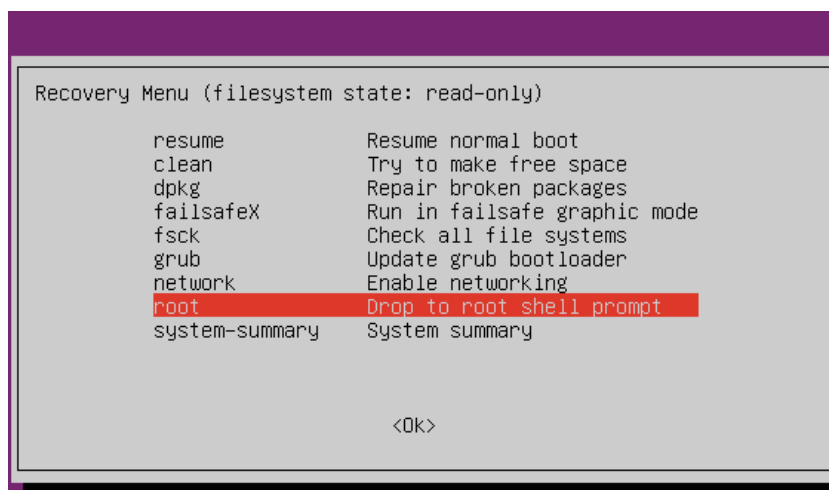 Recovery Menu (filesystem state: read-only)
resume Resume normal boot
clean Try to make free space
dpkg Repair broken packages
failsafeX Run in failsafe graphic mode
fsck Check all file systems
grub Update grub bootloader
network Enable networking
root Drop to root shell prompt
system-summary System summary
<Ok>